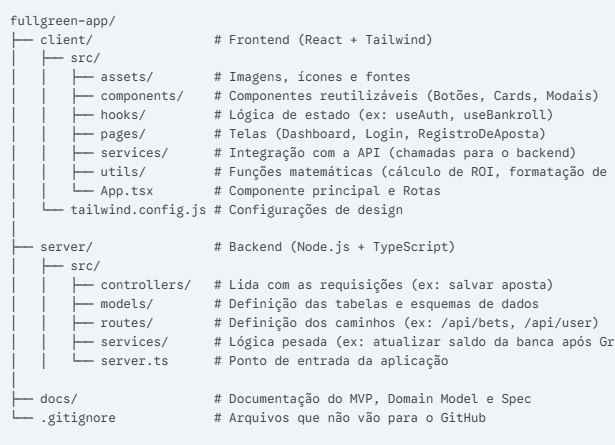 fullgreen-app/
├── client/ # Frontend (React + Tailwind)
│   ├── src/
│   │   ├── assets/ # Imagens, ícones e fontes
│   │   ├── components/ # Componentes reutilizáveis (Botões, Cards, Modais)
│   │   ├── hooks/ # Lógica de estado (ex: useAuth, useBankroll)
│   │   ├── pages/ # Telas (Dashboard, Login, RegistroDeAposta)
│   │   ├── services/ # Integração com a API (chamadas para o backend)
│   │   ├── utils/ # Funções matemáticas (cálculo de ROI, formatação de
│   │   └── App.tsx # Componente principal e Rotas
│   └── tailwind.config.js # Configurações de design
│
├── server/ # Backend (Node.js + TypeScript)
│   ├── src/
│   │   ├── controllers/ # Lida com as requisições (ex: salvar aposta)
│   │   ├── models/ # Definição das tabelas e esquemas de dados
│   │   ├── routes/ # Definição dos caminhos (ex: /api/bets, /api/user)
│   │   ├── services/ # Lógica pesada (ex: atualizar saldo da banca após Gr
│   │   └── server.ts # Ponto de entrada da aplicação
│
├── docs/ # Documentação do MVP, Domain Model e Spec
└── .gitignore # Arquivos que não vão para o GitHub